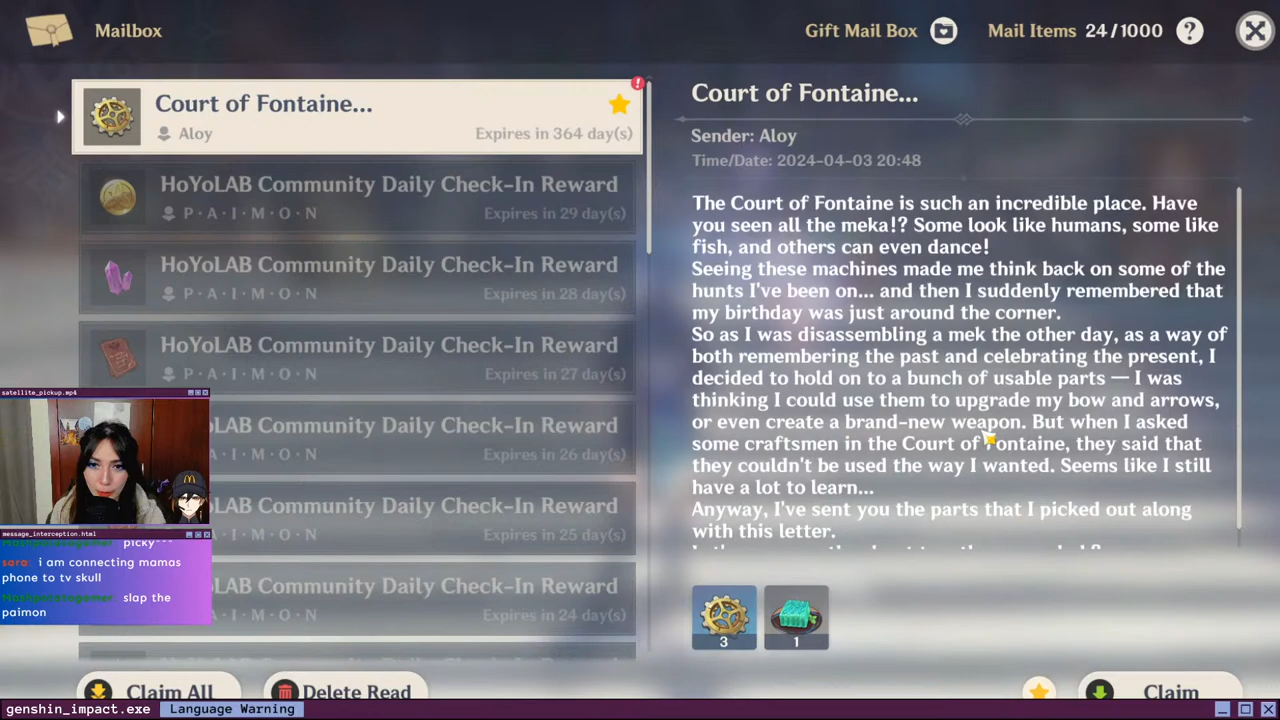 Mailbox
Gift Mail Box
Mail Items 24/1000
?
Court of Fontaine...
Aloy
Expires in 364 day(s)
HoYoLAB Community Daily Check-In Reward
P·A·I·M·O·N
Expires in 29 day(s)
HoYoLAB Community Daily Check-In Reward
P·A·I·M·O·N
Expires in 28 day(s)
HoYoLAB Community Daily Check-In Reward
P·A·I·M·O·N
Expires in 27 day(s)
HoYoLAB Community Daily Check-In Reward
A·I·M·O·N
Expires in 26 day(s)
HoYoLAB Community Daily Check-In Reward
A·I·M·O·N
Expires in 25 day(s)
HoYoLAB Community Daily Check-In Reward
A·I·M·O·N
Expires in 24 day(s)
Claim All
Delete Read
Court of Fontaine...
Sender: Aloy
Time/Date: 2024-04-03 20:48
The Court of Fontaine is such an incredible place. Have
you seen all the meka!? Some look like humans, some like
fish, and others can even dance!
Seeing these machines made me think back on some of the
hunts I've been on... and then I suddenly remembered that
my birthday was just around the corner.
So as I was disassembling a mek the other day, as a way of
both remembering the past and celebrating the present, I
decided to hold on to a bunch of usable parts — I was
thinking I could use them to upgrade my bow and arrows,
or even create a brand-new weapon. But when I asked
some craftsmen in the Court of Fontaine, they said that
they couldn't be used the way I wanted. Seems like I still
have a lot to learn...
Anyway, I've sent you the parts that I picked out along
with this letter.
3
1
Claim
satellite_pickup.mp4
message_interception.html
picky~~~
sara: i am connecting mamas
phone to tv skull
slap the
paimon
genshin_impact.exe
Language Warning